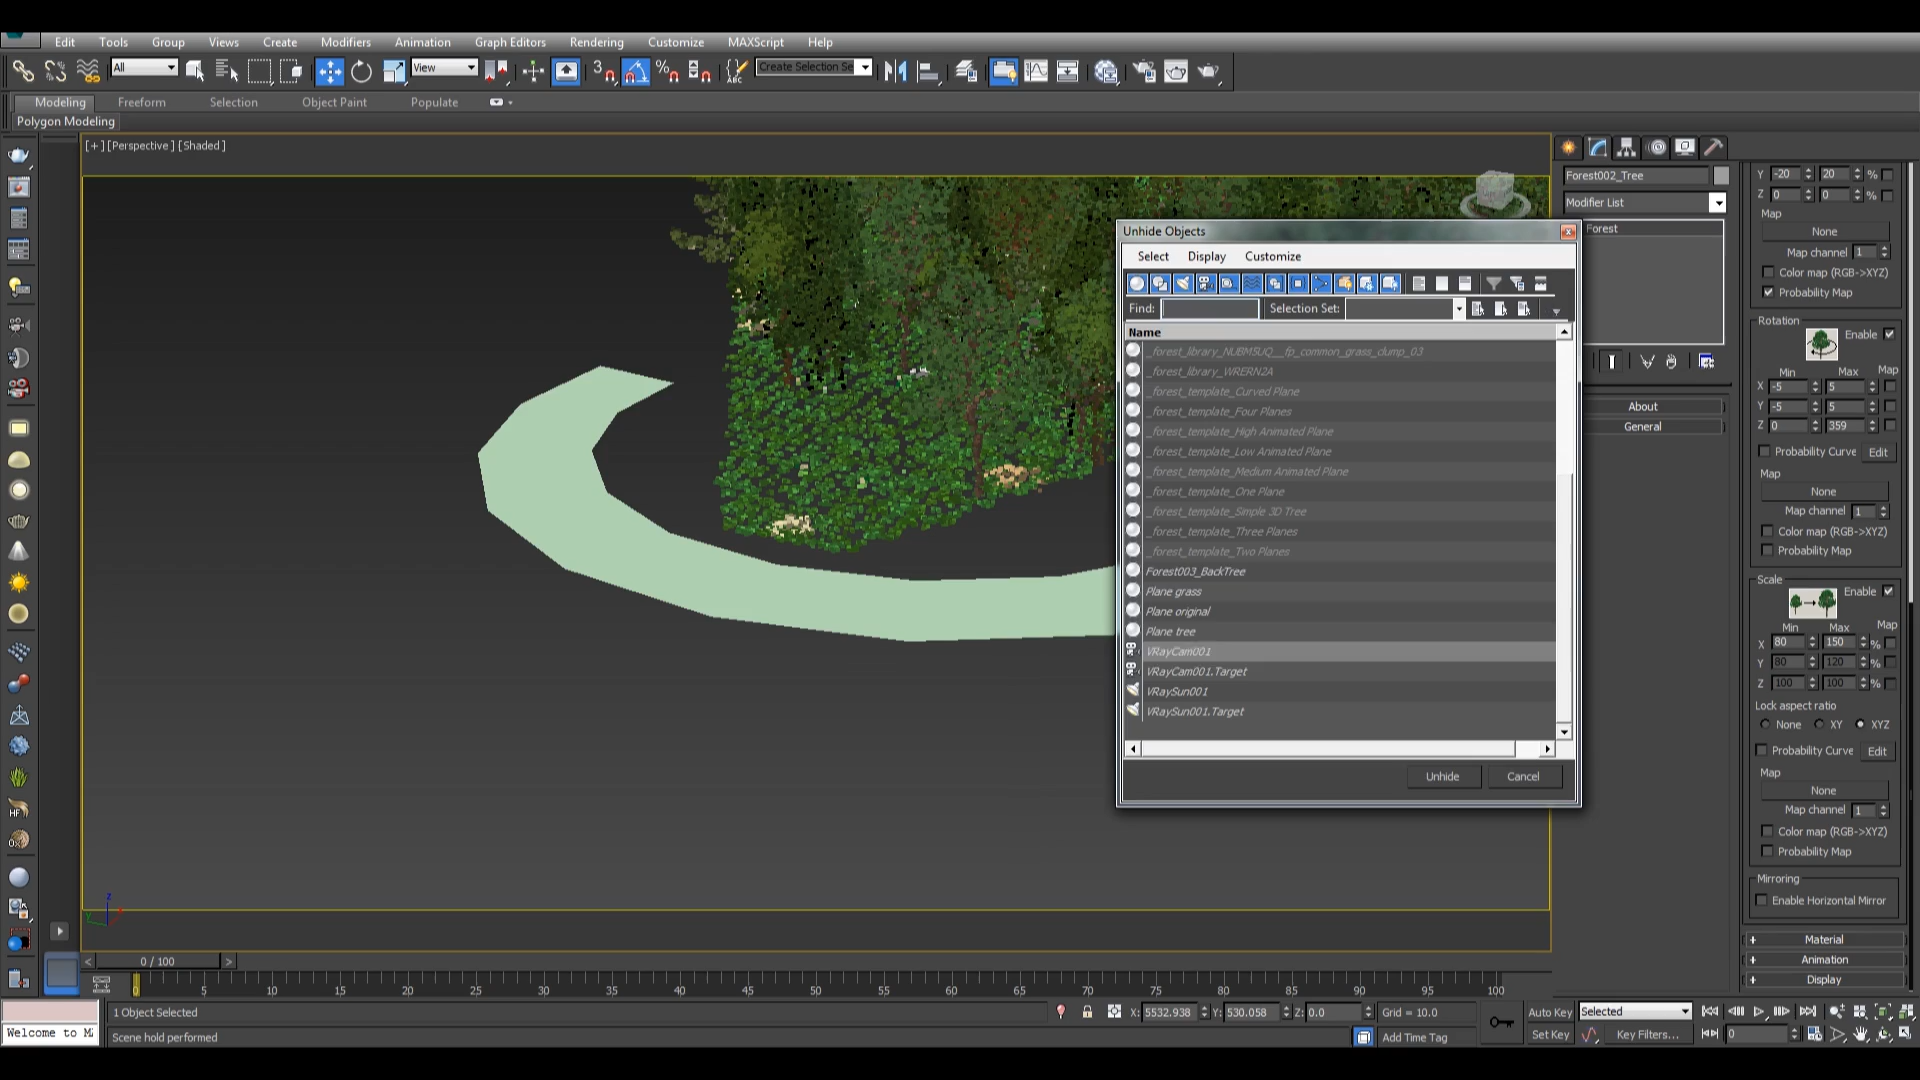 Edit Tools Group Views Create Modifiers Animation Graph Editors Rendering Customize MAXScript Help
All View 3 % ABC Create Selection Se
Modeling Freeform Selection Object Paint Populate
Polygon Modeling
[+] [Perspective ] [Shaded ]
Unhide Objects
Select Display Customize
Find: Selection Set:
Name
_forest_library_NUBM5UQ__fp_common_grass_clump_03
_forest_library_WRERN2A
_forest_template_Curved Plane
_forest_template_Four Planes
_forest_template_High Animated Plane
_forest_template_Low Animated Plane
_forest_template_Medium Animated Plane
_forest_template_One Plane
_forest_template_Simple 3D Tree
_forest_template_Three Planes
_forest_template_Two Planes
Forest003_BackTree
Plane grass
Plane original
Plane tree
VRayCam001
VRayCam001.Target
VRaySun001
VRaySun001.Target
Unhide Cancel
Forest002_Tree
Modifier List
Forest
About
General
Y -20 20 %
Z 0 0 %
Map
None
Map channel 1
Color map (RGB->XYZ)
Probability Map
Rotation
Enable
Min Max Map
X -5 5
Y -5 5
Z 0 359
Probability Curve Edit
Map
None
Map channel 1
Color map (RGB->XYZ)
Probability Map
Scale
Enable
Min Max Map
X 80 150 %
Y 80 120 %
Z 100 100 %
Lock aspect ratio
None XY XYZ
Probability Curve Edit
Map
None
Map channel 1
Color map (RGB->XYZ)
Probability Map
Mirroring
Enable Horizontal Mirror
+ Material
+ Animation
+ Display
HF
z
< 0 / 100 >
0 5 10 15 20 25 30 35 40 45 50 55 60 65 70 75 80 85 90 95 100
1 Object Selected X: 5532.938 Y: 530.058 Z: 0.0 Grid = 10.0 Auto Key Selected
Welcome to Scene hold performed Add Time Tag Set Key Key Filters... 0